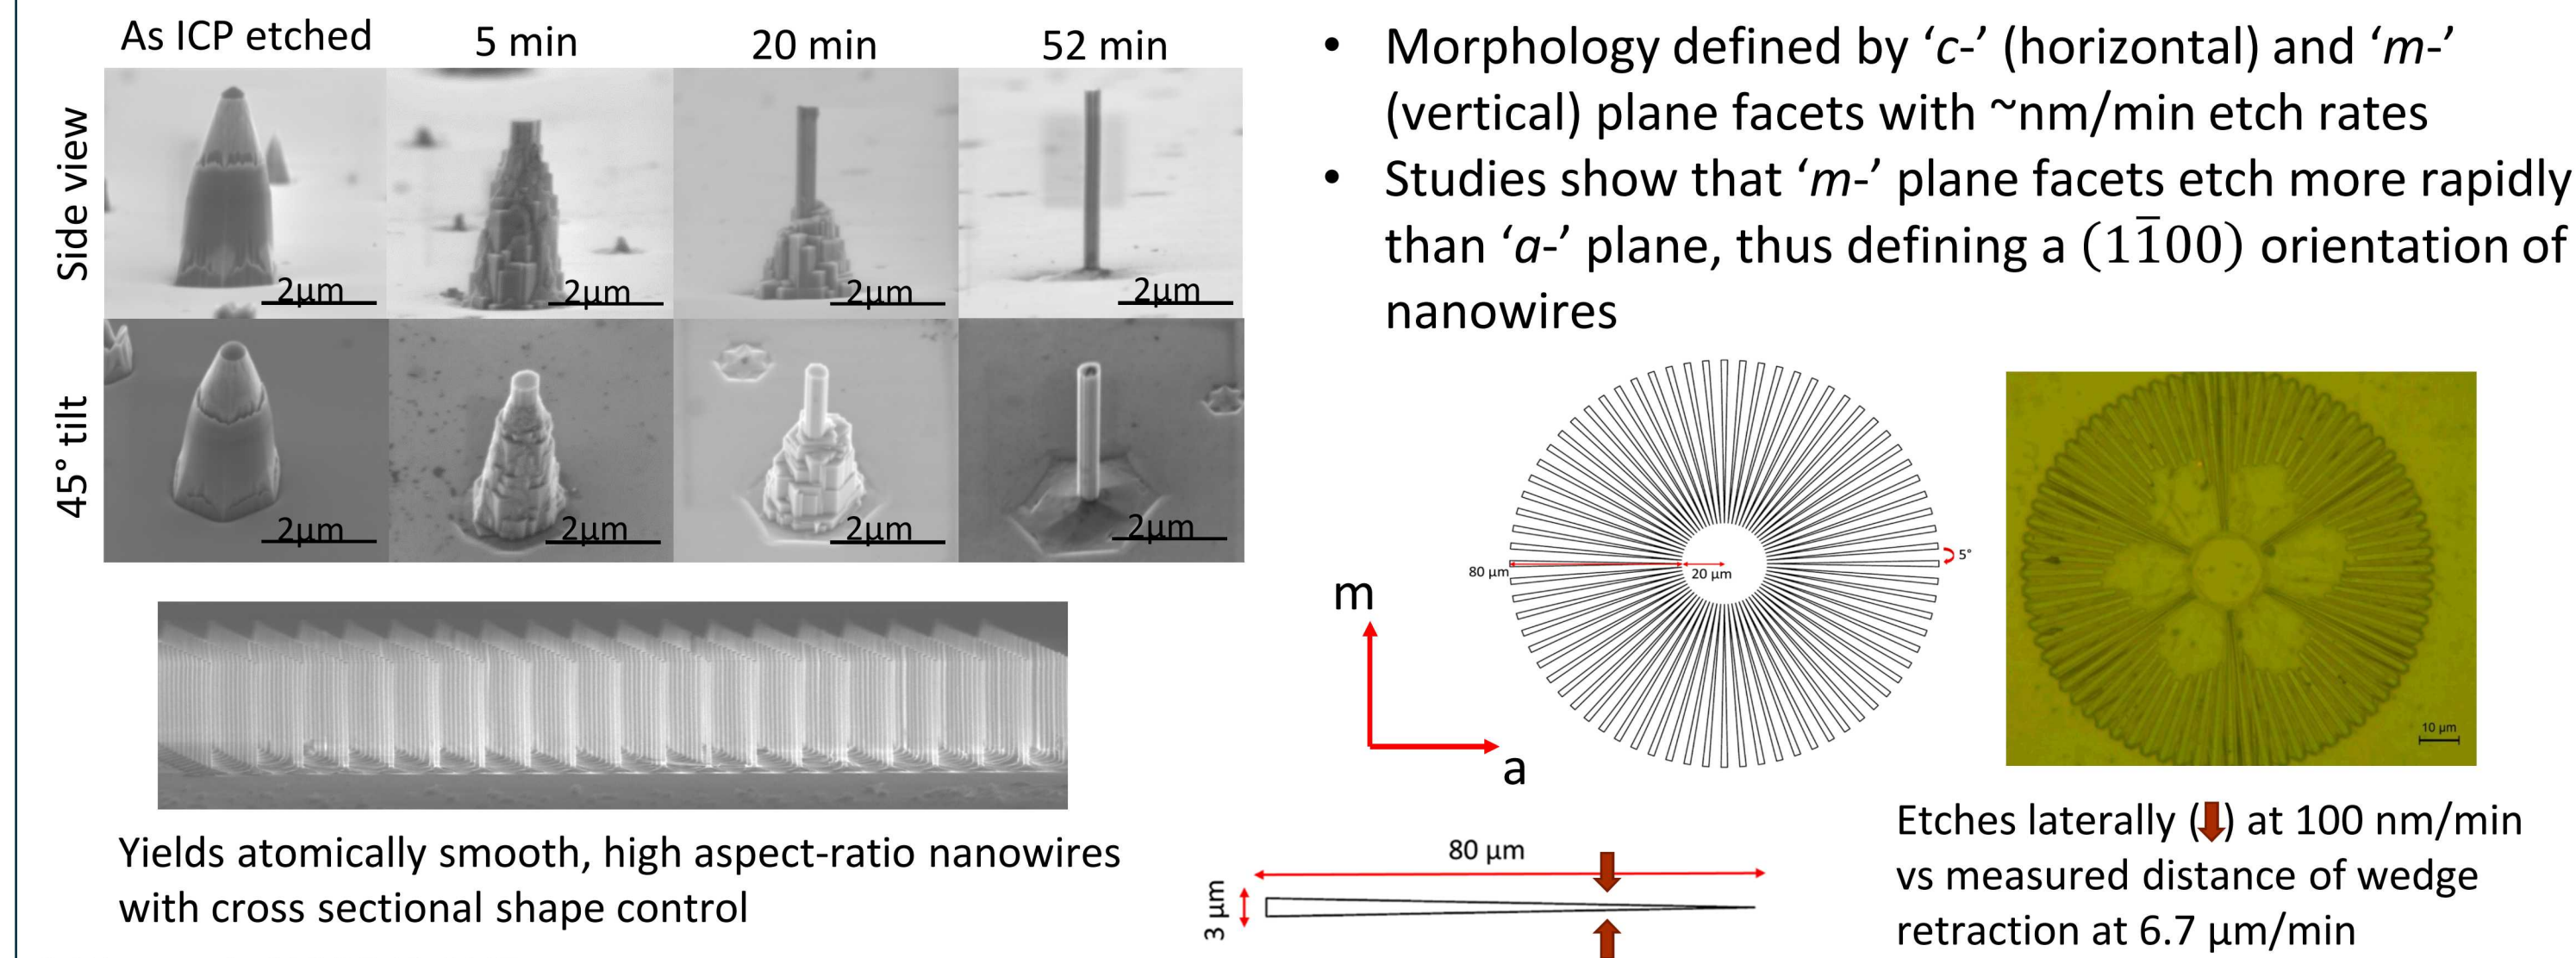 As ICP etched
5 min
20 min
52 min
Side view
2µm
2µm
2µm
2µm
45° tilt
2µm
2µm
2µm
2µm
Yields atomically smooth, high aspect-ratio nanowires
with cross sectional shape control
• Morphology defined by ‘c-’ (horizontal) and ‘m-’
(vertical) plane facets with ~nm/min etch rates
• Studies show that ‘m-’ plane facets etch more rapidly
than ‘a-’ plane, thus defining a (11̅00) orientation of
nanowires
80 µm
20 µm
5°
m
a
10 µm
80 µm
3 µm
Etches laterally (⬇) at 100 nm/min
vs measured distance of wedge
retraction at 6.7 µm/min